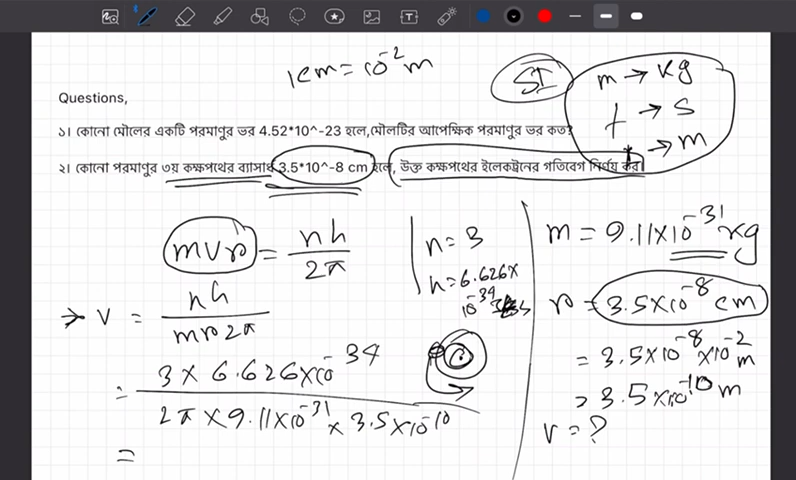 1cm = 10^-2 m
SI
m → kg
t → s
→ m
Questions,
১। কোনো মৌলের একটি পরমাণুর ভর 4.52*10^-23 হলে,মৌলটির আপেক্ষিক পরমাণুর ভর কত?
২। কোনো পরমাণুর ৩য় কক্ষপথের ব্যাসার্ধ 3.5*10^-8 cm হলে, উক্ত কক্ষপথের ইলেকট্রনের গতিবেগ নির্ণয় কর।
mvr = nh / 2π
→ v = nh / mr2π
= 3 × 6.626×10^-34 / 2π × 9.11×10^-31 × 3.5×10^-10
=
n = 3
h = 6.626×
10^-34
m = 9.11×10^-31 kg
r = 3.5×10^-8 cm
= 3.5×10^-8 × 10^-2 m
= 3.5×10^-10 m
v = ?